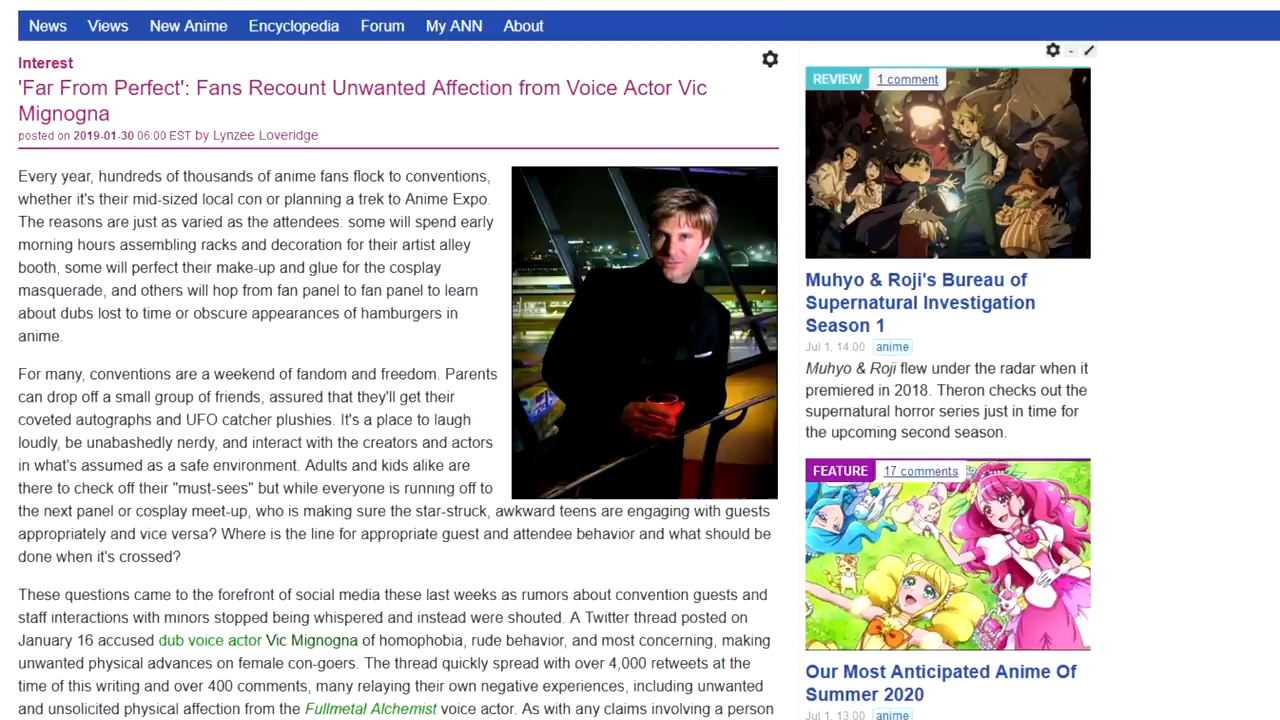 News Views New Anime Encyclopedia Forum My ANN About
Interest
'Far From Perfect': Fans Recount Unwanted Affection from Voice Actor Vic
Mignogna
posted on 2019-01-30 06:00 EST by Lynzee Loveridge
Every year, hundreds of thousands of anime fans flock to conventions,
whether it's their mid-sized local con or planning a trek to Anime Expo.
The reasons are just as varied as the attendees: some will spend early
morning hours assembling racks and decoration for their artist alley
booth, some will perfect their make-up and glue for the cosplay
masquerade, and others will hop from fan panel to fan panel to learn
about dubs lost to time or obscure appearances of hamburgers in
anime.
For many, conventions are a weekend of fandom and freedom. Parents
can drop off a small group of friends, assured that they'll get their
coveted autographs and UFO catcher plushies. It's a place to laugh
loudly, be unabashedly nerdy, and interact with the creators and actors
in what's assumed as a safe environment. Adults and kids alike are
there to check off their "must-sees" but while everyone is running off to
the next panel or cosplay meet-up, who is making sure the star-struck, awkward teens are engaging with guests
appropriately and vice versa? Where is the line for appropriate guest and attendee behavior and what should be
done when it's crossed?
These questions came to the forefront of social media these last weeks as rumors about convention guests and
staff interactions with minors stopped being whispered and instead were shouted. A Twitter thread posted on
January 16 accused dub voice actor Vic Mignogna of homophobia, rude behavior, and most concerning, making
unwanted physical advances on female con-goers. The thread quickly spread with over 4,000 retweets at the
time of this writing and over 400 comments, many relaying their own negative experiences, including unwanted
and unsolicited physical affection from the Fullmetal Alchemist voice actor. As with any claims involving a person
REVIEW 1 comment
Muhyo & Roji's Bureau of
Supernatural Investigation
Season 1
Jul 1, 14:00 anime
Muhyo & Roji flew under the radar when it
premiered in 2018. Theron checks out the
supernatural horror series just in time for
the upcoming second season.
FEATURE 17 comments
Our Most Anticipated Anime Of
Summer 2020
Jul 1, 13:00 anime